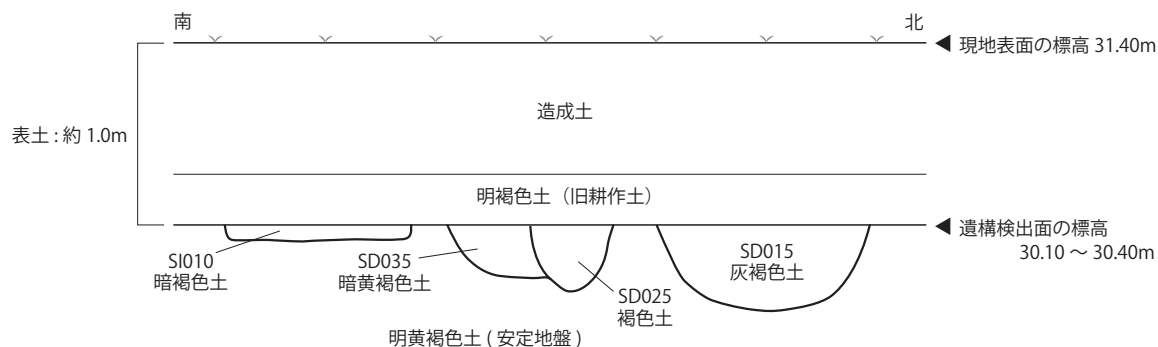 南
北
現地表面の標高 31.40m
造成土
表土 : 約 1.0m
明褐色土（旧耕作土）
遺構検出面の標高
30.10 ～ 30.40m
SI010
暗褐色土
SD035
暗黄褐色土
SD025
褐色土
SD015
灰褐色土
明黄褐色土 ( 安定地盤 )